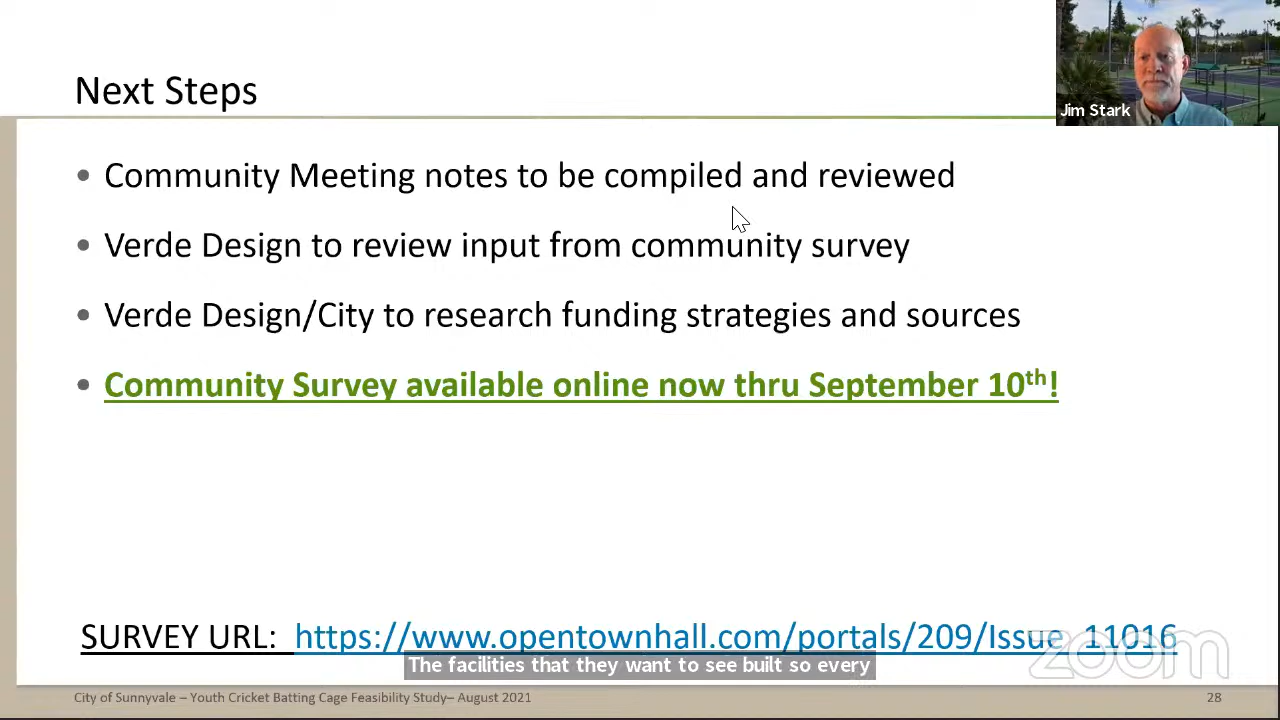 Next Steps
Jim Stark
• Community Meeting notes to be compiled and reviewed
• Verde Design to review input from community survey
• Verde Design/City to research funding strategies and sources
• Community Survey available online now thru September 10th!
SURVEY URL: https://www.opentownhall.com/portals/209/Issue_11016
zoom
The facilities that they want to see built so every
City of Sunnyvale – Youth Cricket Batting Cage Feasibility Study– August 2021
28